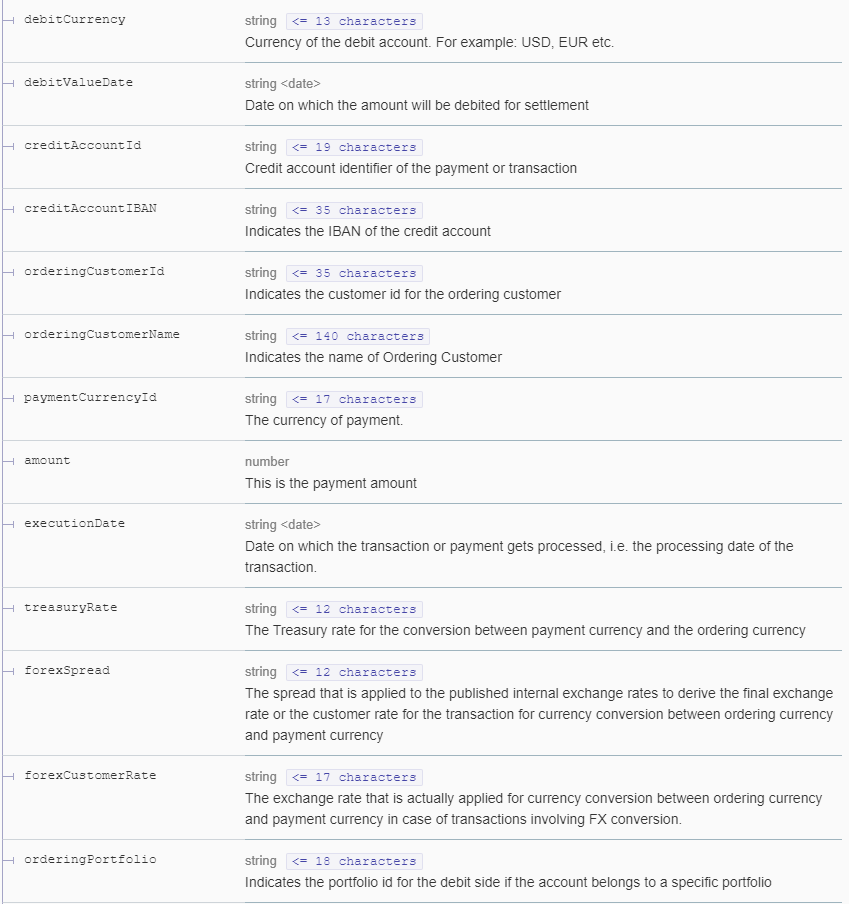 debitCurrency string <= 13 characters
Currency of the debit account. For example: USD, EUR etc.
debitValueDate string <date>
Date on which the amount will be debited for settlement
creditAccountId string <= 19 characters
Credit account identifier of the payment or transaction
creditAccountIBAN string <= 35 characters
Indicates the IBAN of the credit account
orderingCustomerId string <= 35 characters
Indicates the customer id for the ordering customer
orderingCustomerName string <= 140 characters
Indicates the name of Ordering Customer
paymentCurrencyId string <= 17 characters
The currency of payment.
amount number
This is the payment amount
executionDate string <date>
Date on which the transaction or payment gets processed, i.e. the processing date of the
transaction.
treasuryRate string <= 12 characters
The Treasury rate for the conversion between payment currency and the ordering currency
forexSpread string <= 12 characters
The spread that is applied to the published internal exchange rates to derive the final exchange
rate or the customer rate for the transaction for currency conversion between ordering currency
and payment currency
forexCustomerRate string <= 17 characters
The exchange rate that is actually applied for currency conversion between ordering currency
and payment currency in case of transactions involving FX conversion.
orderingPortfolio string <= 18 characters
Indicates the portfolio id for the debit side if the account belongs to a specific portfolio